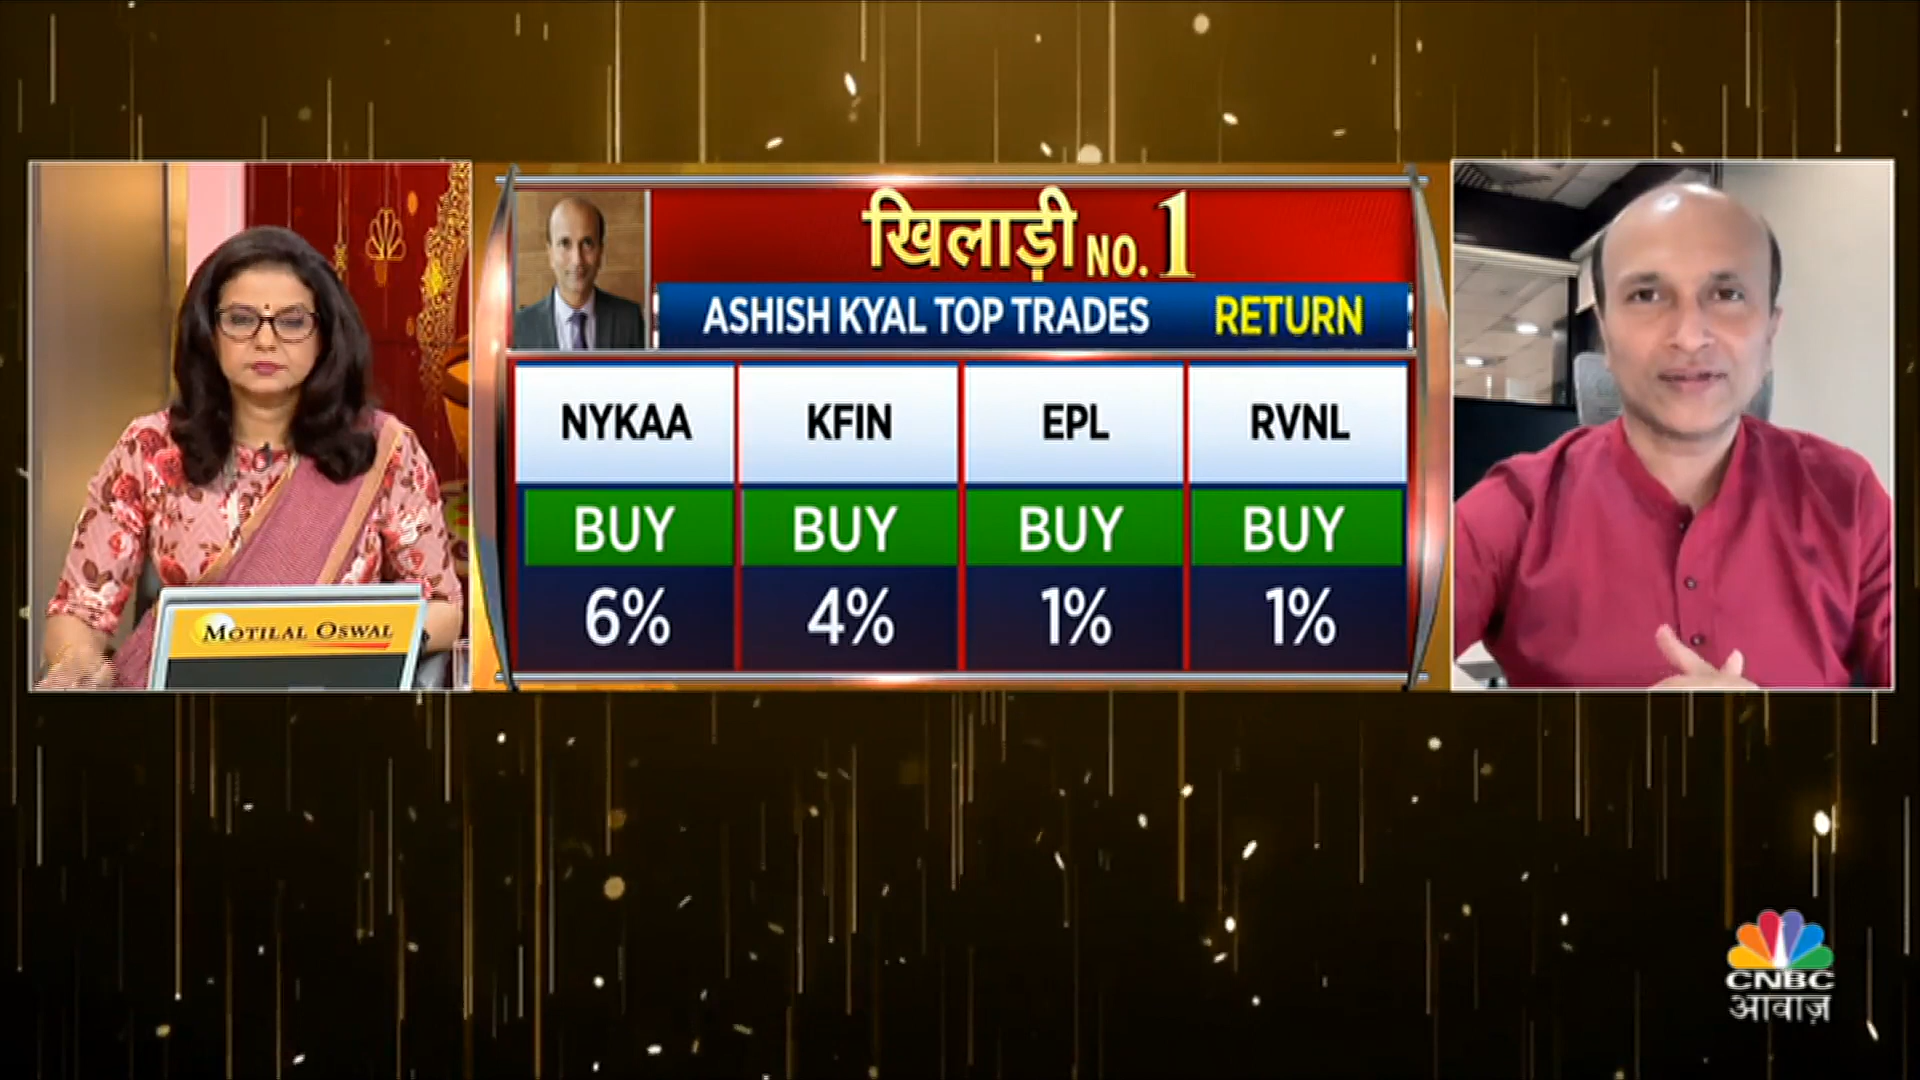 खिलाड़ी NO. 1
ASHISH KYAL TOP TRADES RETURN
NYKAA KFIN EPL RVNL
BUY BUY BUY BUY
6% 4% 1% 1%
MOTILAL OSWAL
CNBC
आवाज़